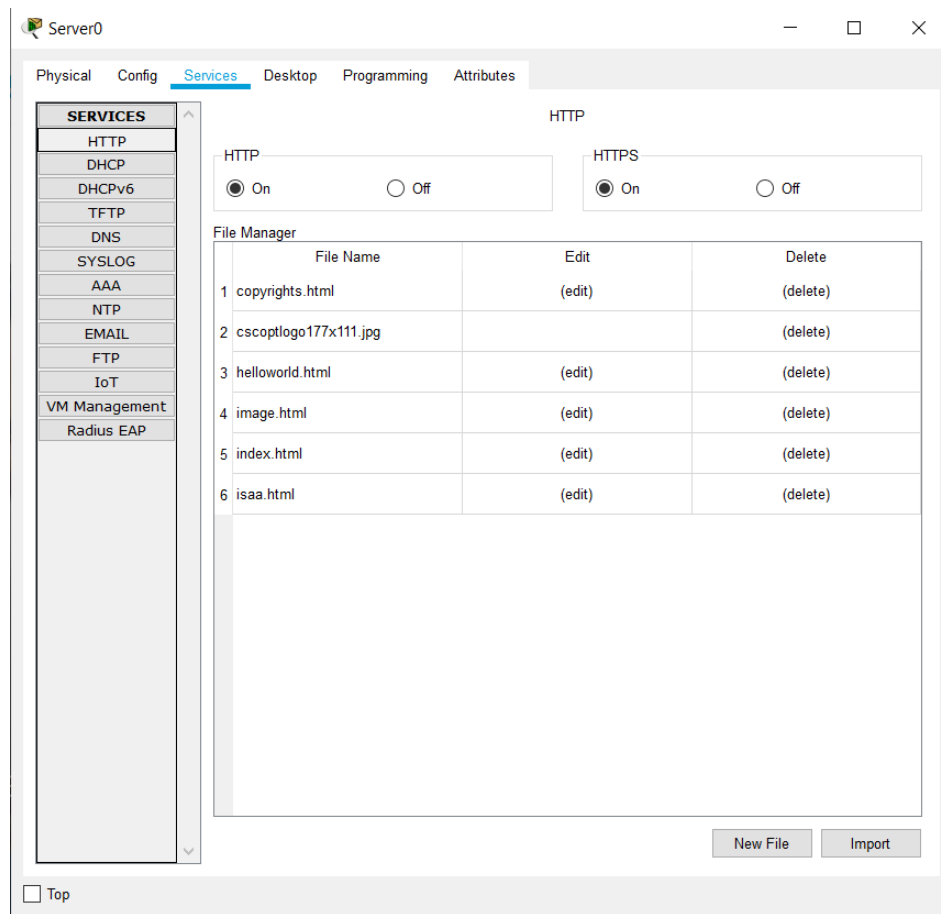 Server0
Physical Config Services Desktop Programming Attributes
SERVICES
HTTP
DHCP
DHCPv6
TFTP
DNS
SYSLOG
AAA
NTP
EMAIL
FTP
IoT
VM Management
Radius EAP
HTTP
HTTP
On Off
HTTPS
On Off
File Manager
File Name Edit Delete
1 copyrights.html (edit) (delete)
2 cscoptlogo177x111.jpg (delete)
3 helloworld.html (edit) (delete)
4 image.html (edit) (delete)
5 index.html (edit) (delete)
6 isaa.html (edit) (delete)
New File Import
Top